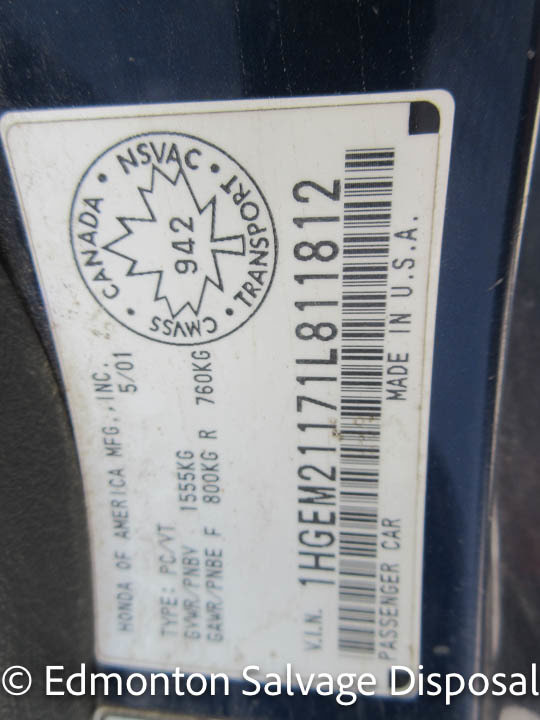 HONDA OF AMERICA MFG.,INC.
5/01
TYPE: PC/VT
GVWR/PNBV 1555KG
GAWR/PNBE F 800KG R 760KG
CANADA • NSVAC • TRANSPORT • CMVSS •
942
V.I.N. 1HGEM21171L811812
PASSENGER CAR MADE IN U.S.A.
© Edmonton Salvage Disposal